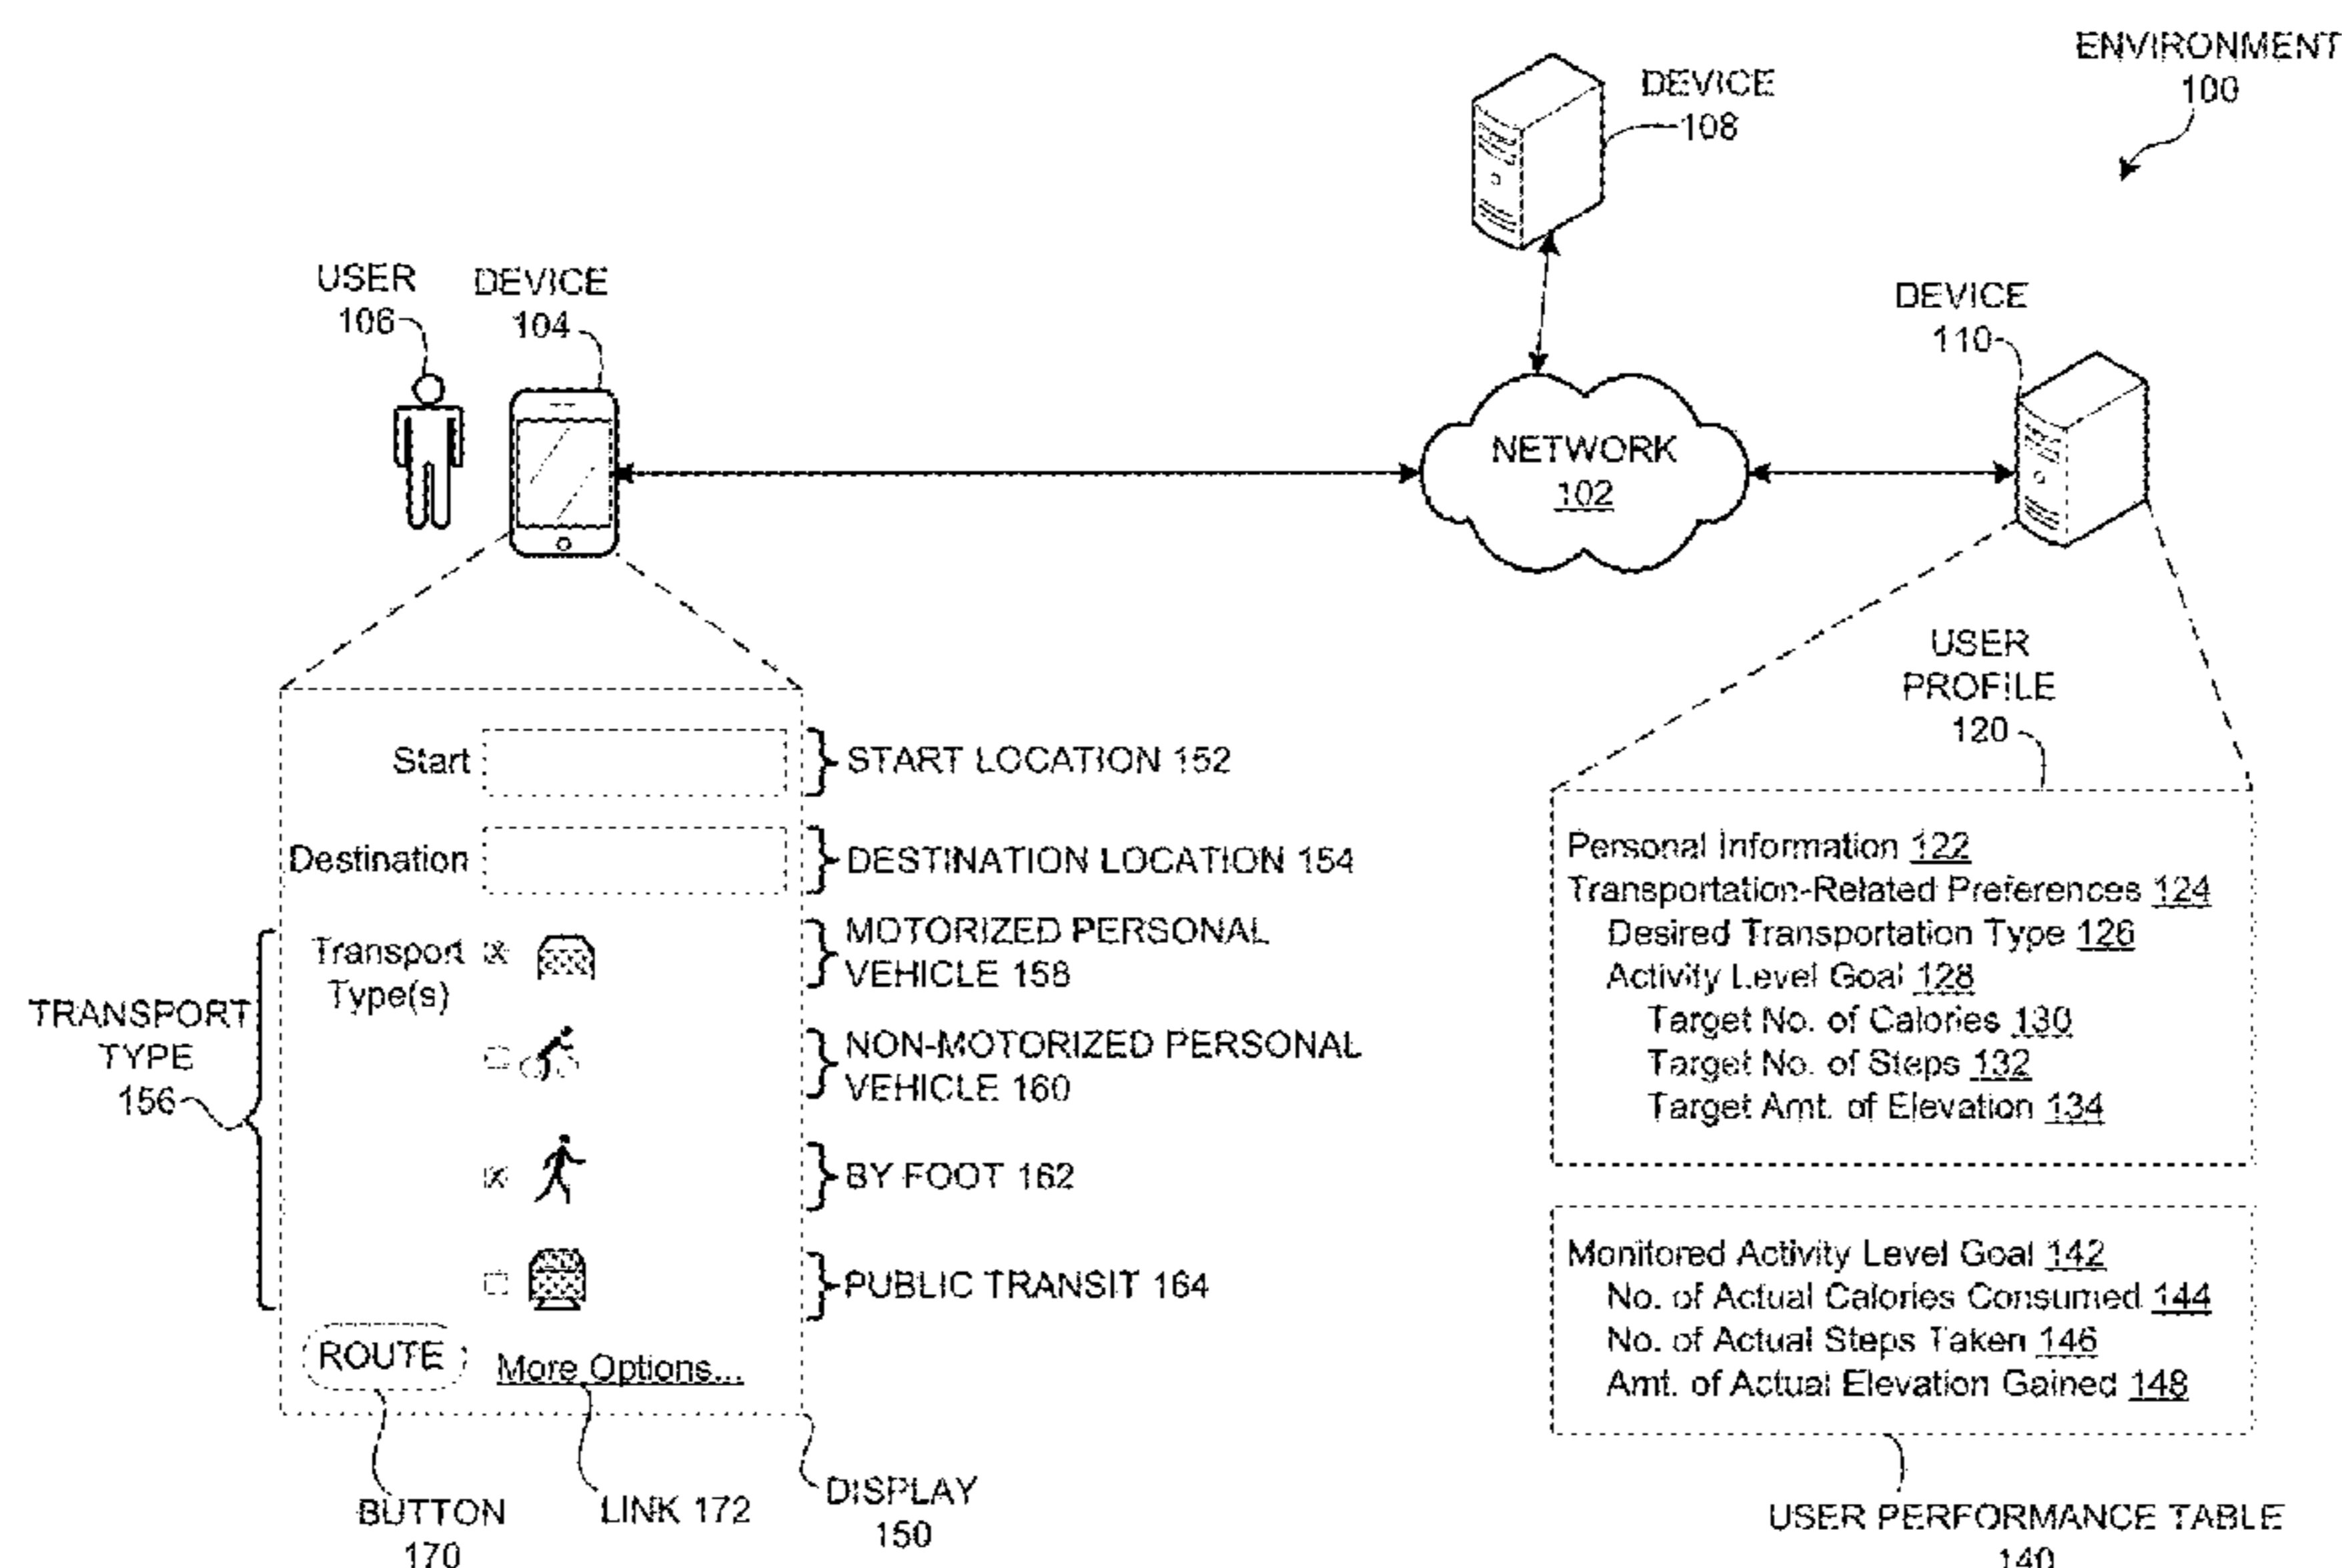 ENVIRONMENT
100
DEVICE
108
USER
106
DEVICE
104
DEVICE
110
NETWORK
102
USER
PROFILE
120
Start
START LOCATION 152
Destination
DESTINATION LOCATION 154
Transport
Type(s)
MOTORIZED PERSONAL
VEHICLE 158
TRANSPORT
TYPE
156
NON-MOTORIZED PERSONAL
VEHICLE 160
BY FOOT 162
PUBLIC TRANSIT 164
ROUTE
More Options...
BUTTON
170
LINK 172
DISPLAY
150
Personal Information 122
Transportation-Related Preferences 124
Desired Transportation Type 126
Activity Level Goal 128
Target No. of Calories 130
Target No. of Steps 132
Target Amt. of Elevation 134
Monitored Activity Level Goal 142
No. of Actual Calories Consumed 144
No. of Actual Steps Taken 146
Amt. of Actual Elevation Gained 148
USER PERFORMANCE TABLE
140